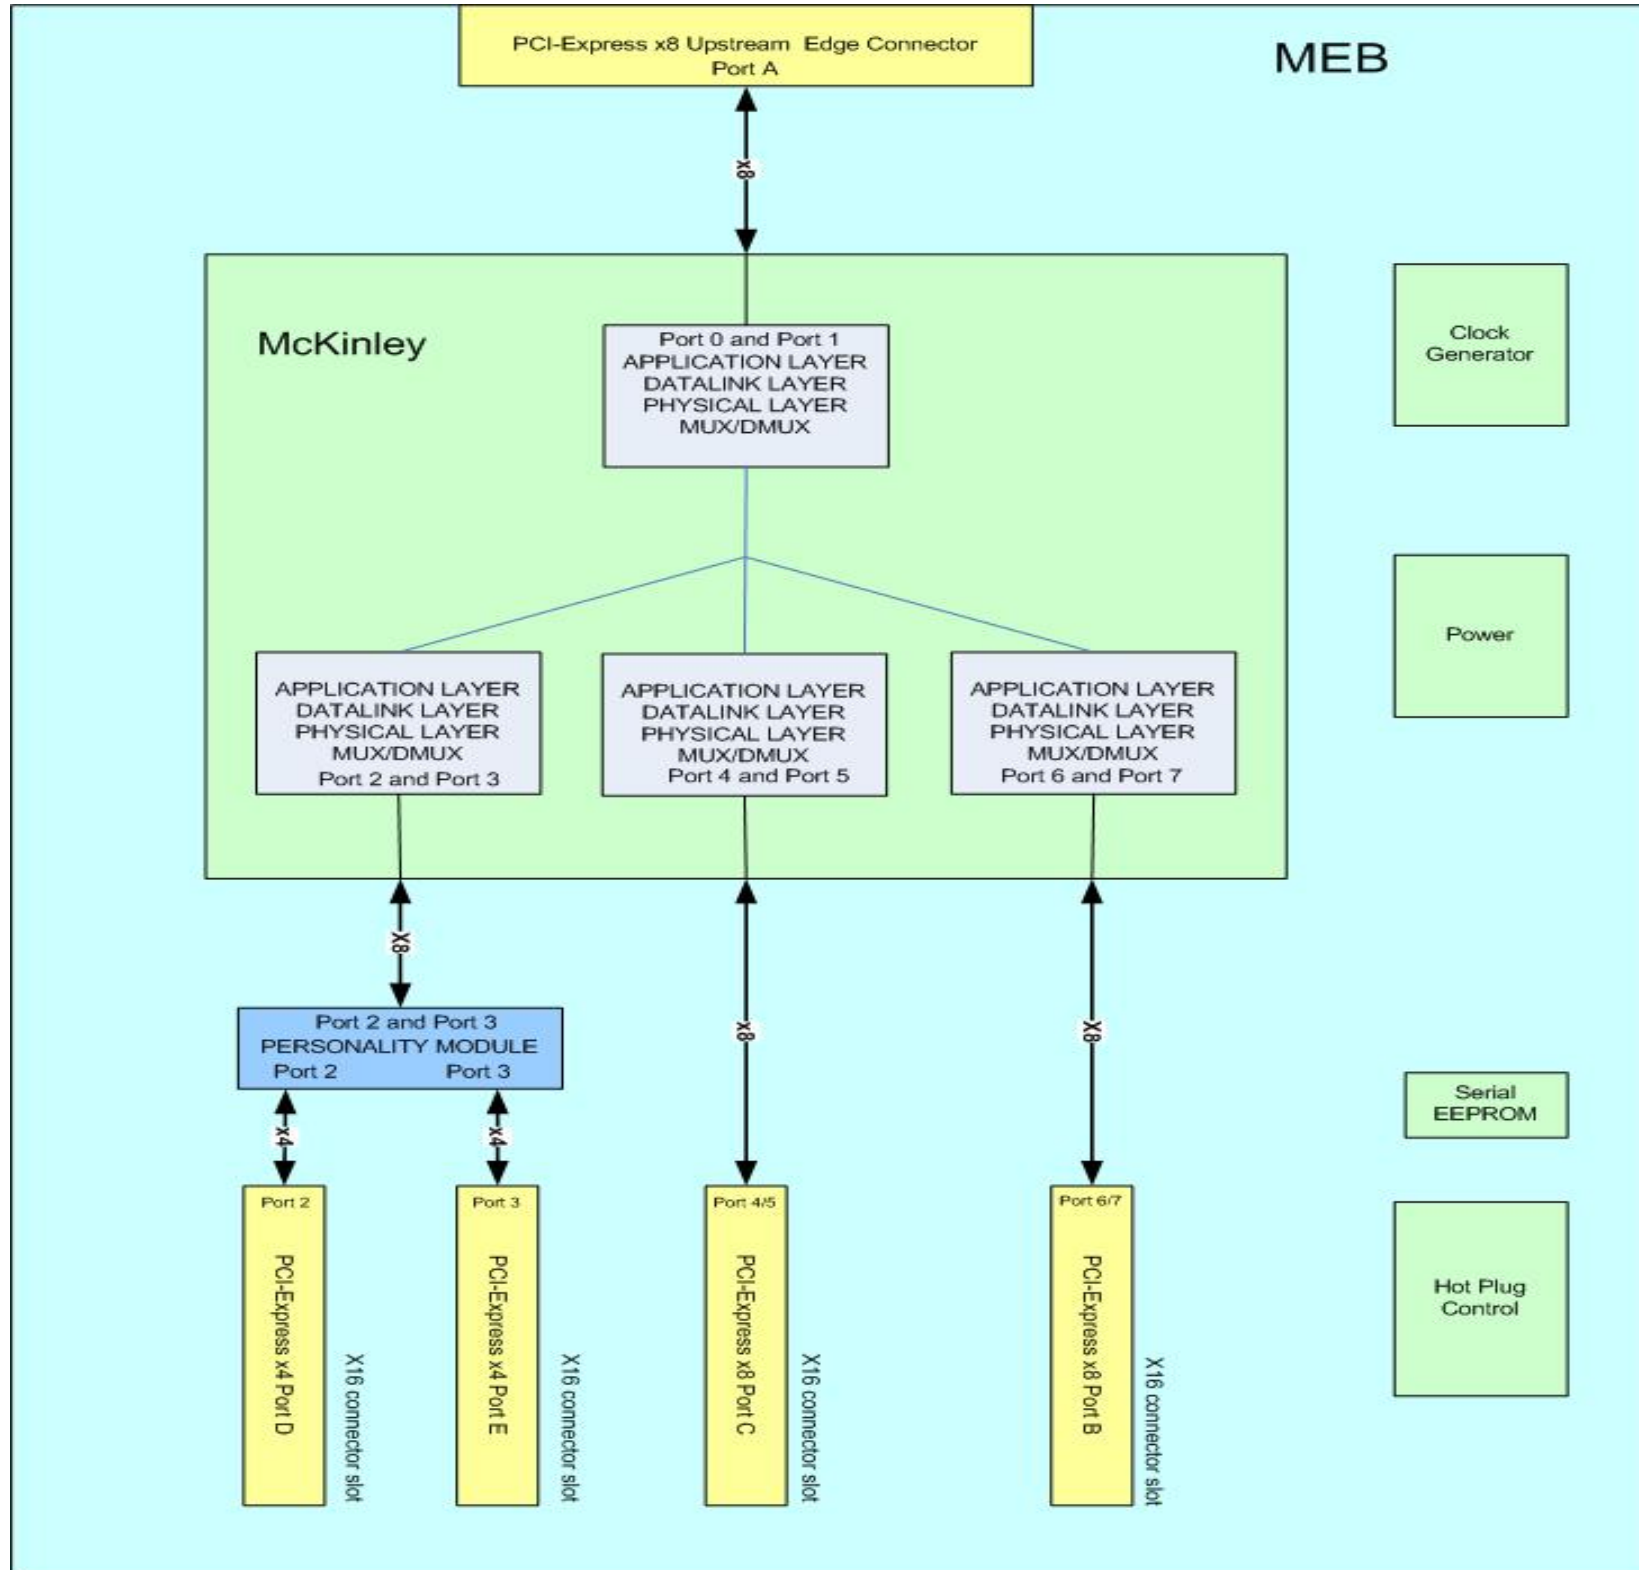 PCI-Express x8 Upstream Edge Connector
Port A
MEB
x8
McKinley
Port 0 and Port 1
APPLICATION LAYER
DATALINK LAYER
PHYSICAL LAYER
MUX/DMUX
Clock
Generator
Power
APPLICATION LAYER
DATALINK LAYER
PHYSICAL LAYER
MUX/DMUX
Port 2 and Port 3
APPLICATION LAYER
DATALINK LAYER
PHYSICAL LAYER
MUX/DMUX
Port 4 and Port 5
APPLICATION LAYER
DATALINK LAYER
PHYSICAL LAYER
MUX/DMUX
Port 6 and Port 7
X8
x8
X8
Port 2 and Port 3
PERSONALITY MODULE
Port 2 Port 3
x4
x4
Serial
EEPROM
Port 2
PCI-Express x4 Port D
X16 connector slot
Port 3
PCI-Express x4 Port E
X16 connector slot
Port 4/5
PCI-Express x8 Port C
X16 connector slot
Port 6/7
PCI-Express x8 Port B
X16 connector slot
Hot Plug
Control